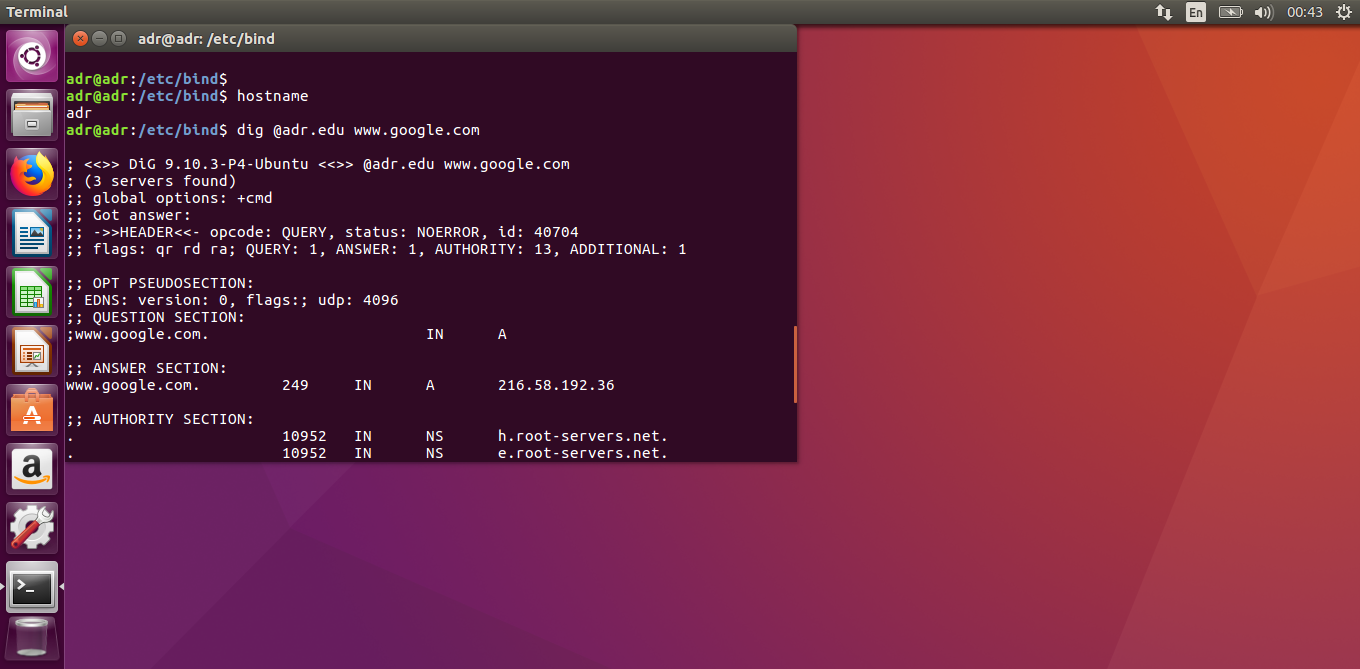 Terminal
En
00:43
adr@adr: /etc/bind
adr@adr:/etc/bind$
adr@adr:/etc/bind$ hostname
adr
adr@adr:/etc/bind$ dig @adr.edu www.google.com
; <<>> DiG 9.10.3-P4-Ubuntu <<>> @adr.edu www.google.com
; (3 servers found)
;; global options: +cmd
;; Got answer:
;; ->>HEADER<<- opcode: QUERY, status: NOERROR, id: 40704
;; flags: qr rd ra; QUERY: 1, ANSWER: 1, AUTHORITY: 13, ADDITIONAL: 1
;; OPT PSEUDOSECTION:
; EDNS: version: 0, flags:; udp: 4096
;; QUESTION SECTION:
;www.google.com. IN A
;; ANSWER SECTION:
www.google.com. 249 IN A 216.58.192.36
;; AUTHORITY SECTION:
. 10952 IN NS h.root-servers.net.
. 10952 IN NS e.root-servers.net.